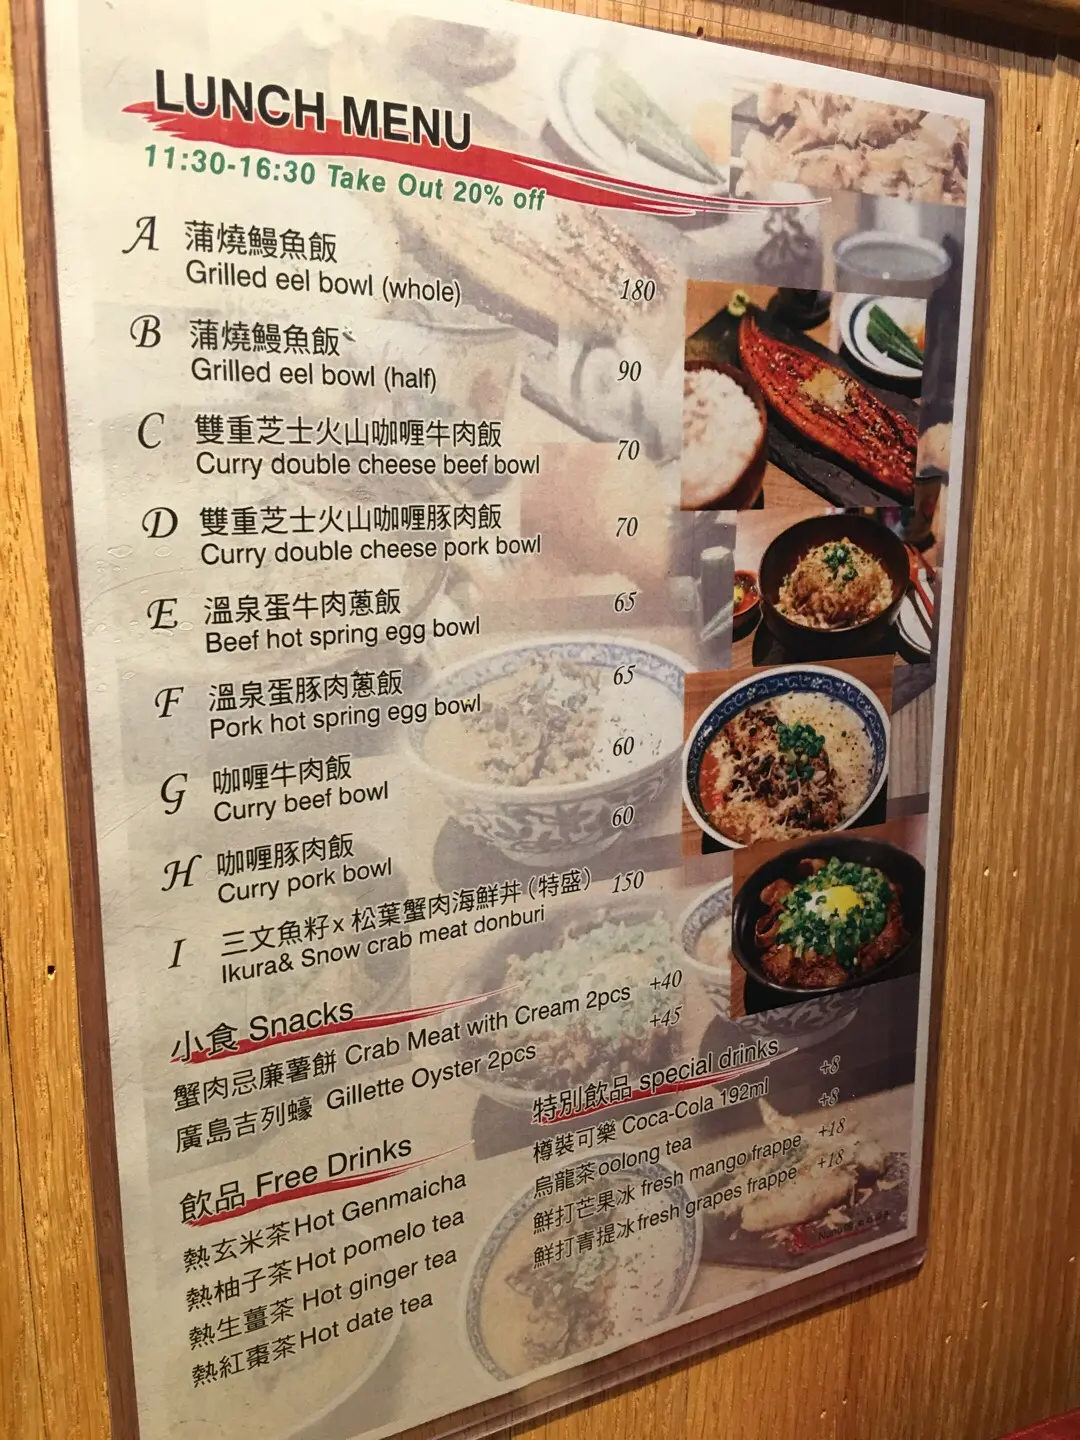 LUNCH MENU
11:30-16:30 Take Out 20% off
A 蒲燒鰻魚飯
Grilled eel bowl (whole) 180
B 蒲燒鰻魚飯
Grilled eel bowl (half) 90
C 雙重芝士火山咖喱牛肉飯
Curry double cheese beef bowl 70
D 雙重芝士火山咖喱豚肉飯
Curry double cheese pork bowl 70
E 溫泉蛋牛肉蔥飯
Beef hot spring egg bowl 65
F 溫泉蛋豚肉蔥飯
Pork hot spring egg bowl 65
G 咖喱牛肉飯
Curry beef bowl 60
H 咖喱豚肉飯
Curry pork bowl 60
I 三文魚籽x 松葉蟹肉海鮮丼 (特盛) 150
Ikura& Snow crab meat donburi
小食 Snacks
蟹肉忌廉薯餅 Crab Meat with Cream 2pcs +40
廣島吉列蠔 Gillette Oyster 2pcs +45
飲品 Free Drinks
熱玄米茶 Hot Genmaicha
熱柚子茶 Hot pomelo tea
熱生薑茶 Hot ginger tea
熱紅棗茶 Hot date tea
特別飲品 special drinks
樽裝可樂 Coca-Cola 192ml +8
烏龍茶 oolong tea +8
鮮打芒果冰 fresh mango frappe +18
鮮打青提冰 fresh grapes frappe +18